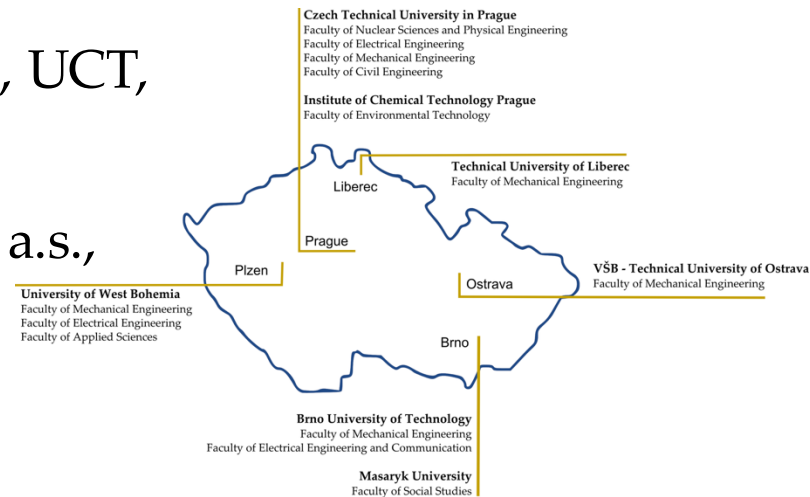 Czech Technical University in Prague
Faculty of Nuclear Sciences and Physical Engineering
Faculty of Electrical Engineering
Faculty of Mechanical Engineering
Faculty of Civil Engineering
, UCT,
Institute of Chemical Technology Prague
Faculty of Environmental Technology
Technical University of Liberec
Faculty of Mechanical Engineering
Liberec
a.s.,
Prague
Plzen
VŠB - Technical University of Ostrava
Faculty of Mechanical Engineering
Ostrava
University of West Bohemia
Faculty of Mechanical Engineering
Faculty of Electrical Engineering
Faculty of Applied Sciences
Brno
Brno University of Technology
Faculty of Mechanical Engineering
Faculty of Electrical Engineering and Communication
Masaryk University
Faculty of Social Studies